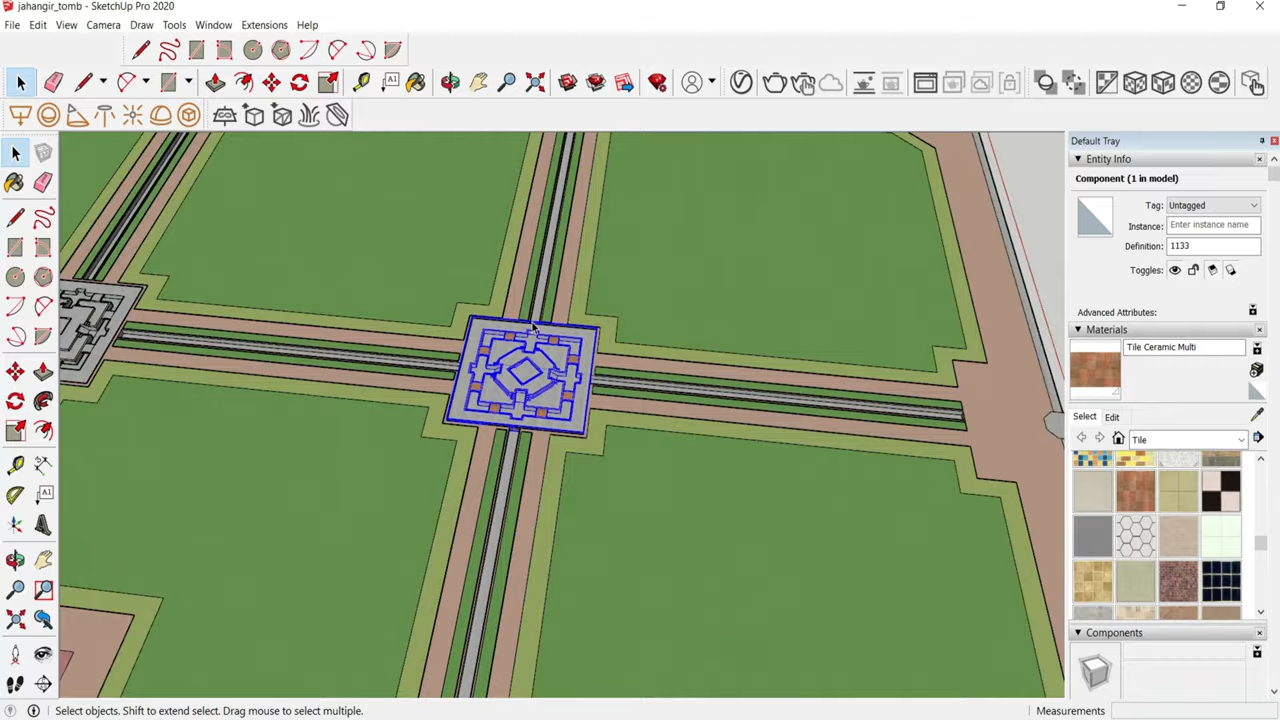 jahangir_tomb - SketchUp Pro 2020
File Edit View Camera Draw Tools Window Extensions Help
A1
Default Tray
Entity Info
Component (1 in model)
Tag: Untagged
Instance: Enter instance name
Definition: 1133
Toggles:
Advanced Attributes:
Materials
Tile Ceramic Multi
Select Edit
Tile
A1
Components
Select objects. Shift to extend select. Drag mouse to select multiple.
Measurements